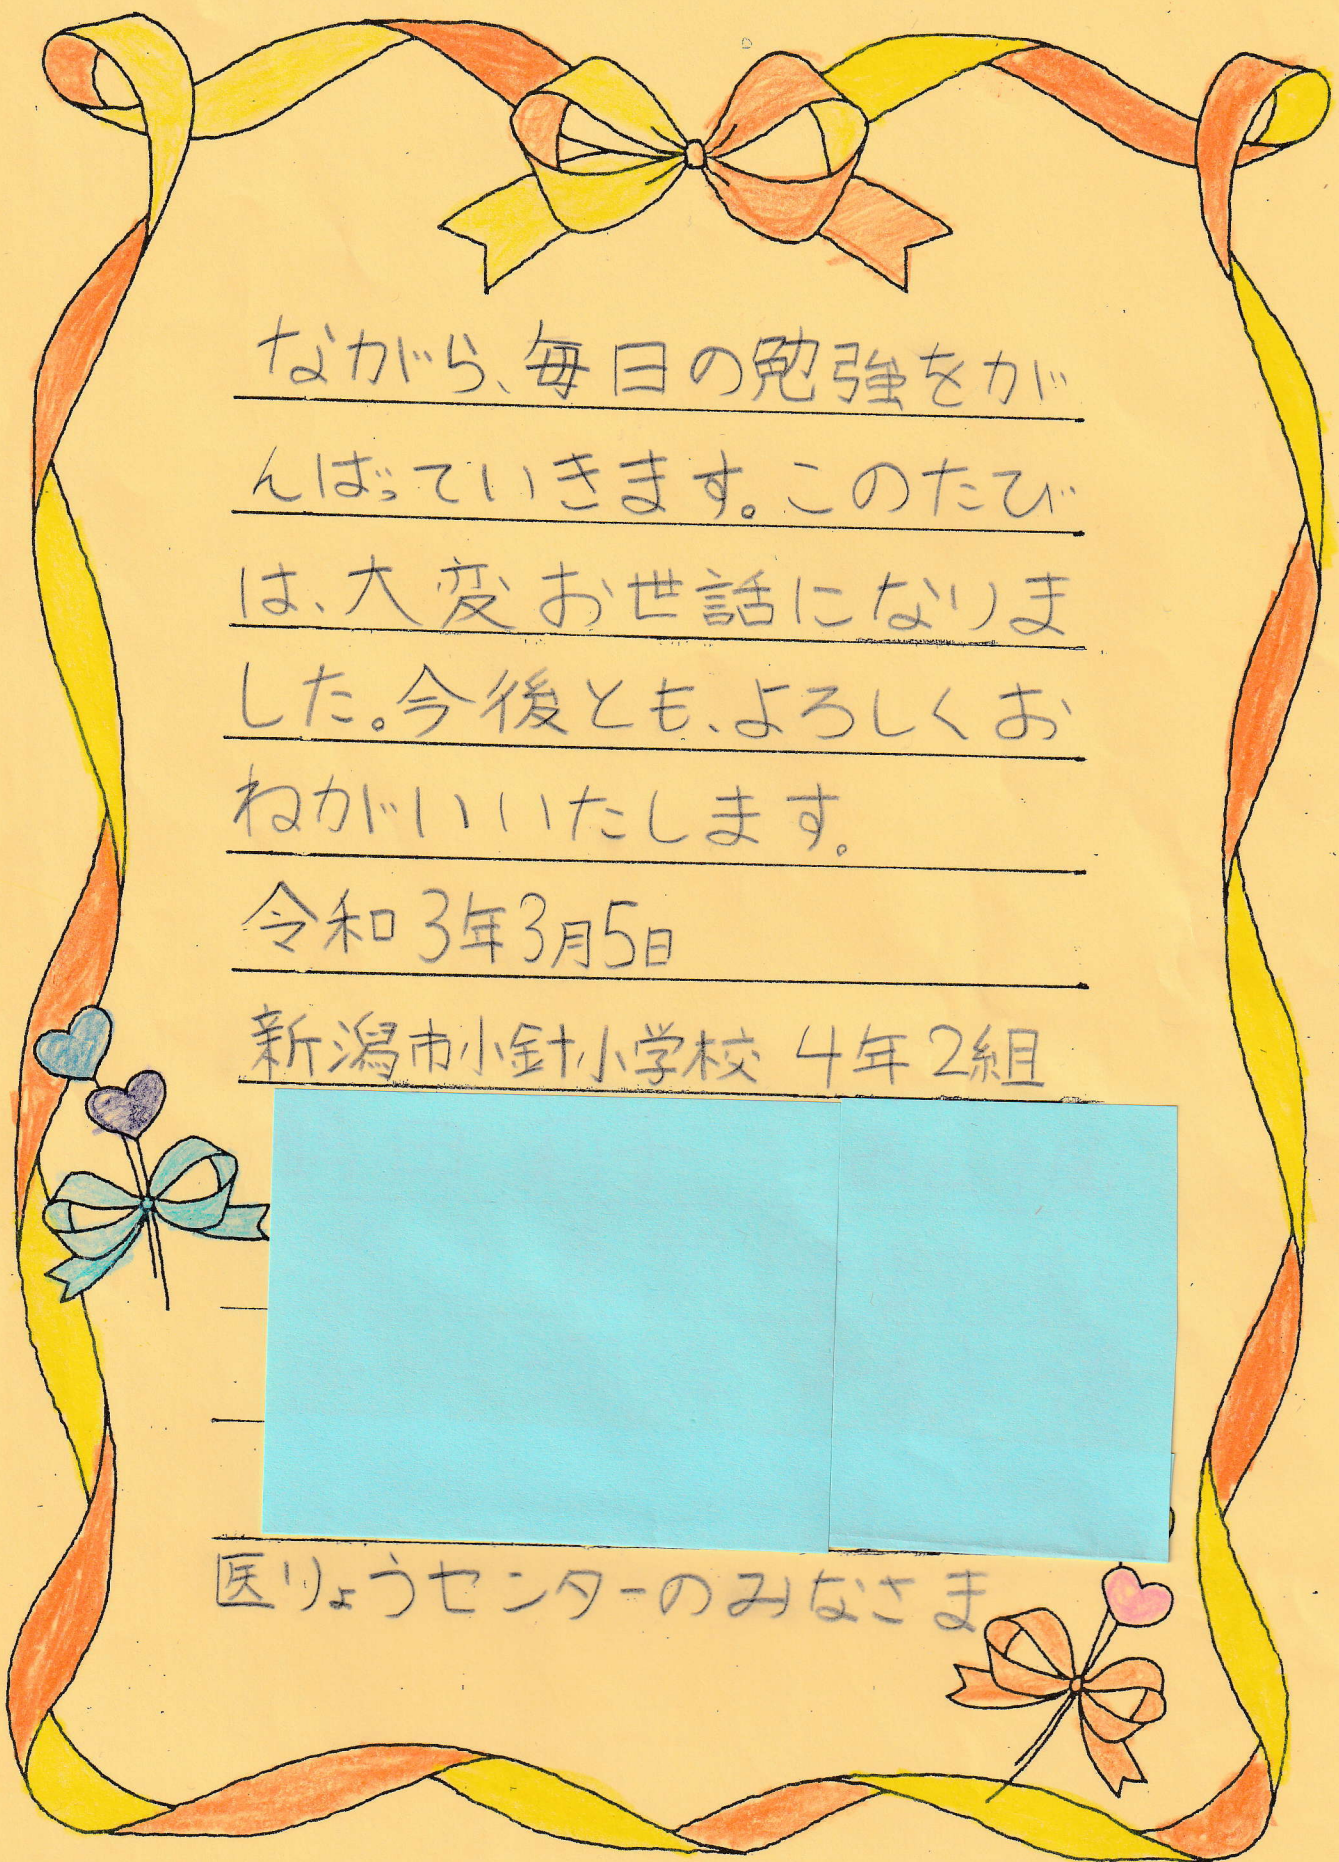 ながら、毎日の勉強をが
んばっていきます。このたび
は、大変お世話になりま
した。今後とも、よろしくお
ねがいいたします。
令和3年3月5日
新潟市小針小学校 4年2組
医りょうセンターのみなさま